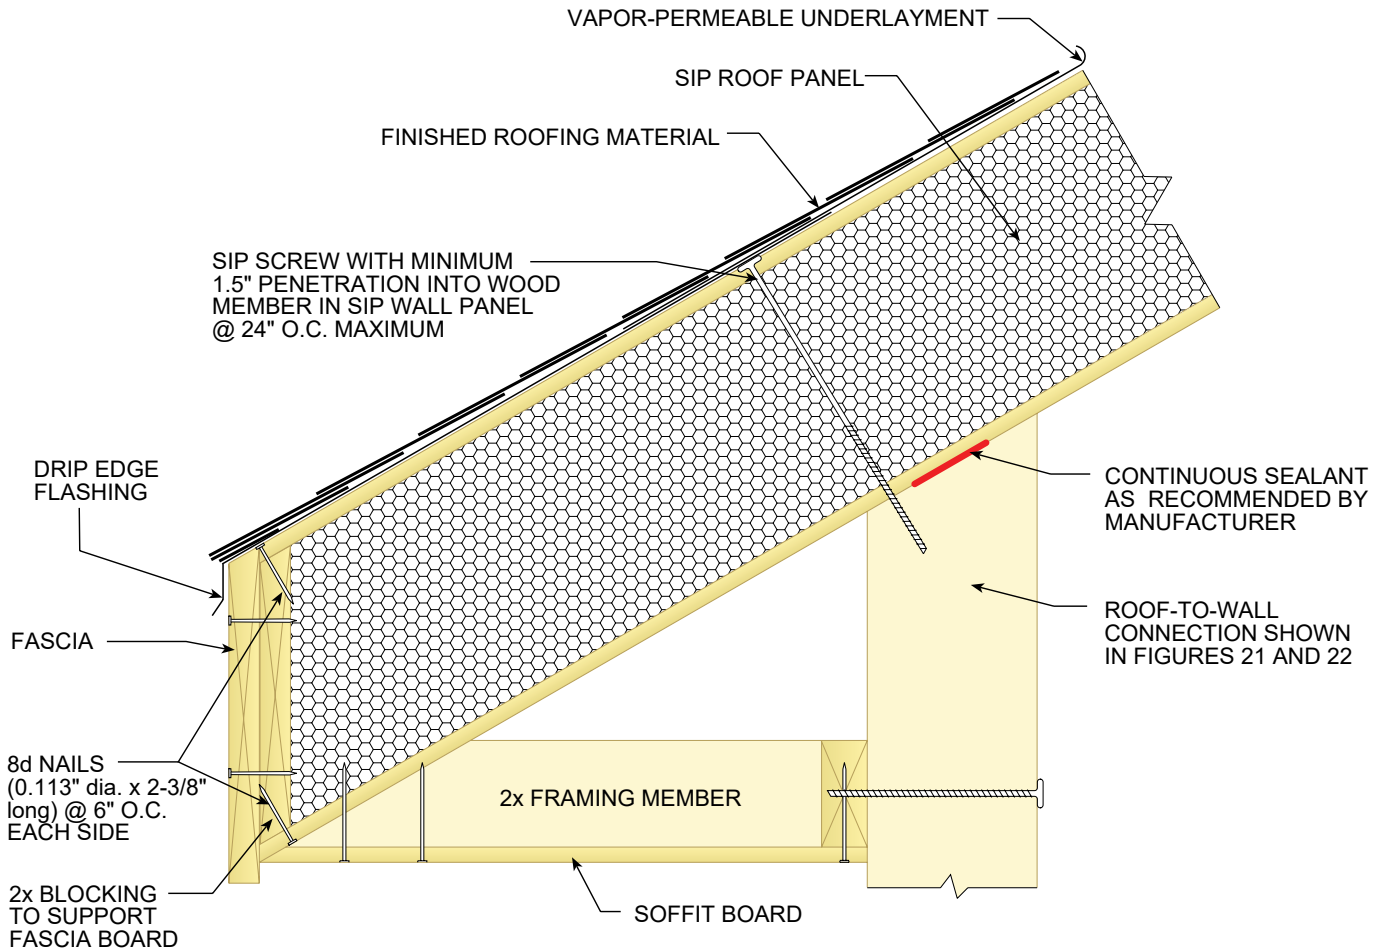 VAPOR-PERMEABLE UNDERLAYMENT
SIP ROOF PANEL
FINISHED ROOFING MATERIAL
SIP SCREW WITH MINIMUM
1.5" PENETRATION INTO WOOD
MEMBER IN SIP WALL PANEL
@ 24" O.C. MAXIMUM
DRIP EDGE
FLASHING
CONTINUOUS SEALANT
AS RECOMMENDED BY
MANUFACTURER
ROOF-TO-WALL
CONNECTION SHOWN
IN FIGURES 21 AND 22
FASCIA
8d NAILS
(0.113" dia. x 2-3/8"
long) @ 6" O.C.
EACH SIDE
2x FRAMING MEMBER
2x BLOCKING
TO SUPPORT
FASCIA BOARD
SOFFIT BOARD